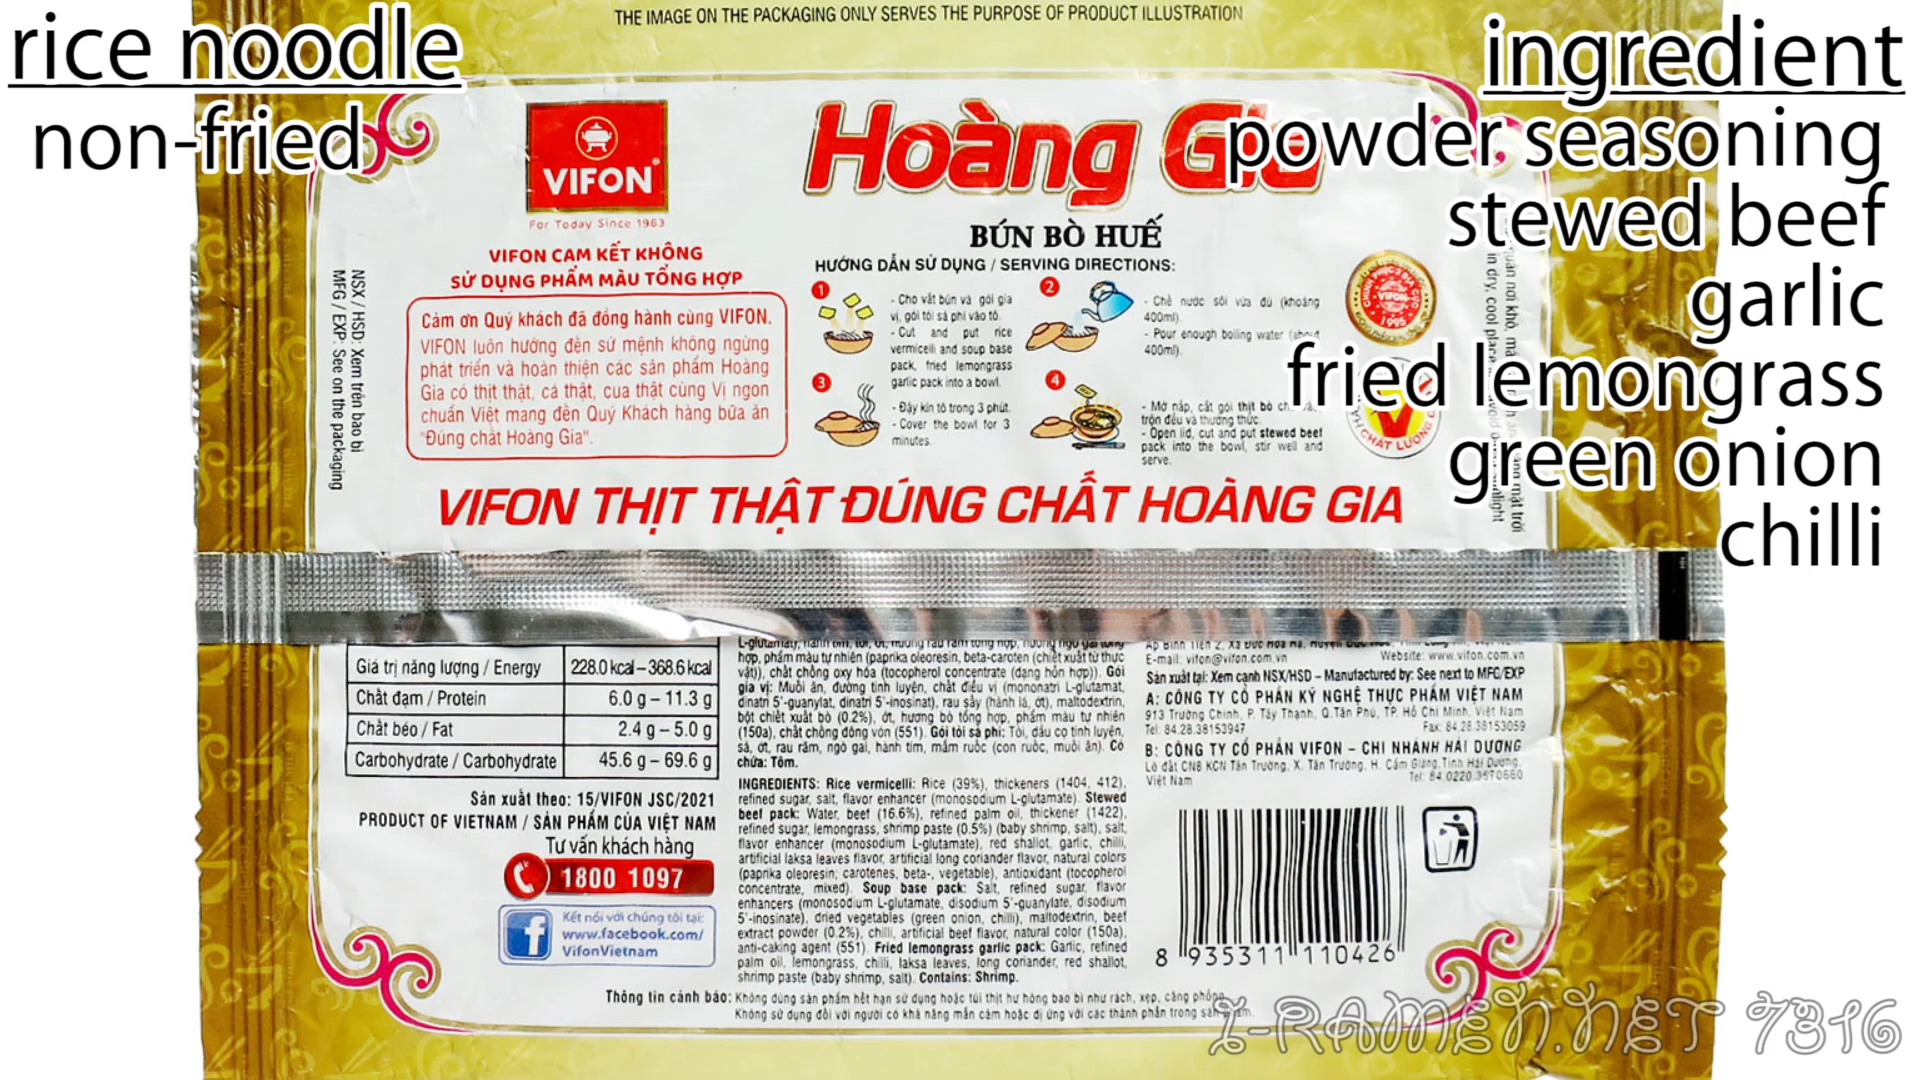 THE IMAGE ON THE PACKAGING ONLY SERVES THE PURPOSE OF PRODUCT ILLUSTRATION
rice noodle
non-fried
ingredient
powder seasoning
stewed beef
garlic
fried lemongrass
green onion
chilli
VIFON
For Today Since 1963
VIFON CAM KẾT KHÔNG
SỬ DỤNG PHẨM MÀU TỔNG HỢP
Cảm ơn Quý khách đã đồng hành cùng VIFON.
VIFON luôn hướng đến sứ mệnh không ngừng
phát triển và hoàn thiện các sản phẩm Hoàng
Gia có thịt thật, cá thật, cua thật cùng Vị ngon
chuẩn Việt mang đến Quý Khách hàng bữa ăn
"Đúng chất Hoàng Gia".
NSX / HSD: Xem trên bao bì
MFG / EXP: See on the packaging
Hoàng Gia
BÚN BÒ HUẾ
HƯỚNG DẪN SỬ DỤNG / SERVING DIRECTIONS:
1
- Cho vắt bún và gói gia
vị, gói tỏi sả phi vào tô.
- Cut and put rice
vermicelli and soup base
pack, fried lemongrass
garlic pack into a bowl.
2
- Chế nước sôi vừa đủ (khoảng
400ml).
- Pour enough boiling water (about
400ml).
3
- Đậy kín tô trong 3 phút.
- Cover the bowl for 3
minutes.
4
- Mở nắp, cắt gói thịt bò
trộn đều và thưởng thức.
- Open lid, cut and put stewed beef
pack into the bowl, stir well and
serve.
VIFON
1995
CHẤT LƯỢNG
in dry, cool place
VIFON THỊT THẬT ĐÚNG CHẤT HOÀNG GIA
Giá trị năng lượng / Energy 228.0 kcal – 368.6 kcal
Chất đạm / Protein 6.0 g – 11.3 g
Chất béo / Fat 2.4 g – 5.0 g
Carbohydrate / Carbohydrate 45.6 g – 69.6 g
Sản xuất theo: 15/VIFON JSC/2021
PRODUCT OF VIETNAM / SẢN PHẨM CỦA VIỆT NAM
Tư vấn khách hàng
1800 1097
Kết nối với chúng tôi tại:
www.facebook.com/
VifonVietnam
hợp, phẩm màu tự nhiên (paprika oleoresin, beta-caroten (chiết xuất từ thực
vật)), chất chống oxy hóa (tocopherol concentrate (dạng hỗn hợp)). Gói
gia vị: Muối ăn, đường tinh luyện, chất điều vị (mononatri L-glutamat,
dinatri 5'-guanylat, dinatri 5'-inosinat), rau sấy (hành lá, ớt), maltodextrin,
bột chiết xuất bò (0.2%), ớt, hương bò tổng hợp, phẩm màu tự nhiên
(150a), chất chống đông vón (551). Gói tỏi sả phi: Tỏi, dầu cọ tinh luyện,
sả, ớt, rau răm, ngò gai, hành tím, mắm ruốc (con ruốc, muối ăn). Có
chứa: Tôm.
INGREDIENTS: Rice vermicelli: Rice (39%), thickeners (1404, 412),
refined sugar, salt, flavor enhancer (monosodium L-glutamate). Stewed
beef pack: Water, beef (16.6%), refined palm oil, thickener (1422),
refined sugar, lemongrass, shrimp paste (0.5%) (baby shrimp, salt), salt,
flavor enhancer (monosodium L-glutamate), red shallot, garlic, chilli,
artificial laksa leaves flavor, artificial long coriander flavor, natural colors
(paprika oleoresin; carotenes, beta-, vegetable), antioxidant (tocopherol
concentrate, mixed). Soup base pack: Salt, refined sugar, flavor
enhancers (monosodium L-glutamate, disodium 5'-guanylate, disodium
5'-inosinate), dried vegetables (green onion, chilli), maltodextrin, beef
extract powder (0.2%), chilli, artificial beef flavor, natural color (150a),
anti-caking agent (551). Fried lemongrass garlic pack: Garlic, refined
palm oil, lemongrass, chilli, laksa leaves, long coriander, red shallot,
shrimp paste (baby shrimp, salt). Contains: Shrimp.
E-mail: vifon@vifon.com.vn Website: www.vifon.com.vn
Sản xuất tại: Xem cạnh NSX/HSD – Manufactured by: See next to MFG/EXP
A: CÔNG TY CỔ PHẦN KỸ NGHỆ THỰC PHẨM VIỆT NAM
913 Trường Chinh, P. Tây Thạnh, Q.Tân Phú, TP. Hồ Chí Minh, Việt Nam
Tel: 84.28.38153947 Fax: 84.28.38153059
B: CÔNG TY CỔ PHẦN VIFON – CHI NHÁNH HẢI DƯƠNG
Lô đất CN8 KCN Tân Trường, X. Tân Trường, H. Cẩm Giàng, Tỉnh Hải Dương,
Việt Nam Tel: 84.0220.3570660
8 935311 110426
Thông tin cảnh báo: Không dùng sản phẩm hết hạn sử dụng hoặc túi thịt hư hỏng bao bì như rách, xẹp, căng phồng.
Không sử dụng đối với người có khả năng mẫn cảm hoặc dị ứng với các thành phần trong sản phẩm.
I-RAMEN.NET 7316